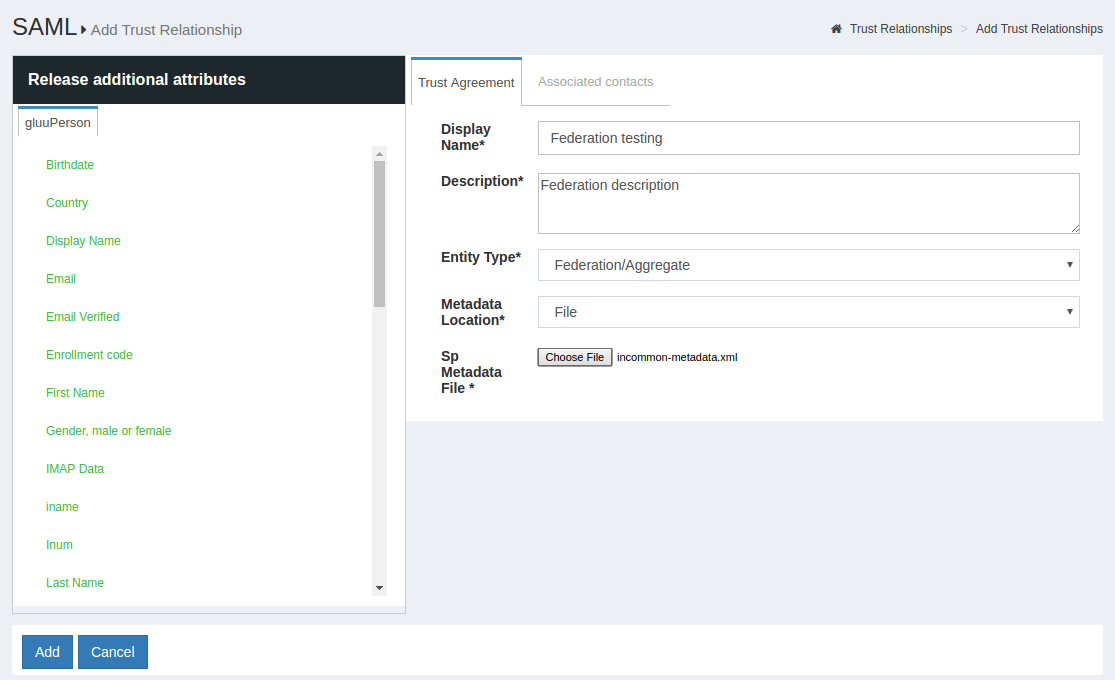 SAML Add Trust Relationship
Trust Relationships > Add Trust Relationships
Release additional attributes
gluuPerson
Birthdate
Country
Display Name
Email
Email Verified
Enrollment code
First Name
Gender, male or female
IMAP Data
iname
Inum
Last Name
Trust Agreement
Associated contacts
Display
Name*
Federation testing
Description*
Federation description
Entity Type*
Federation/Aggregate
Metadata
Location*
File
Sp
Metadata
File *
Choose File incommon-metadata.xml
Add
Cancel